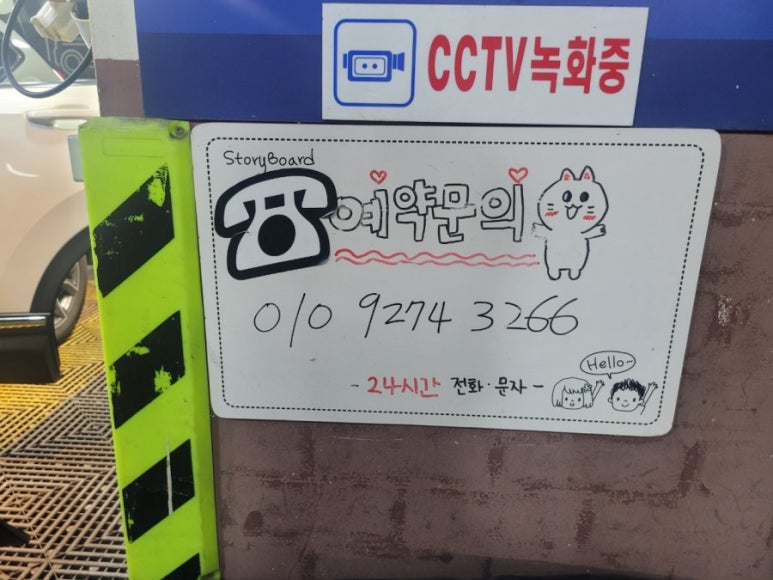 CCTV녹화중
StoryBoard
예약문의
010 9274 3266
- 24시간 전화·문자 -
Hello~